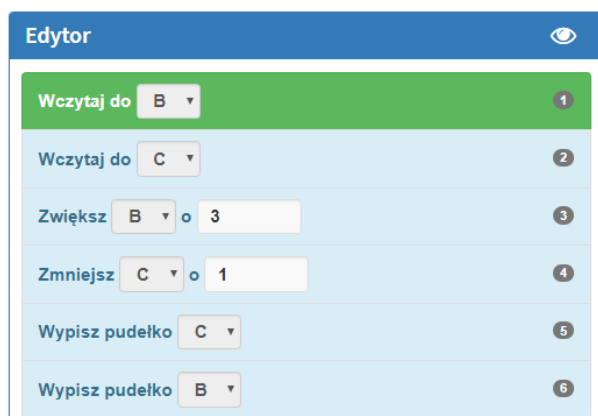 Edytor
Wczytaj do B 1
Wczytaj do C 2
Zwiększ B o 3 3
Zmniejsz C o 1 4
Wypisz pudełko C 5
Wypisz pudełko B 6